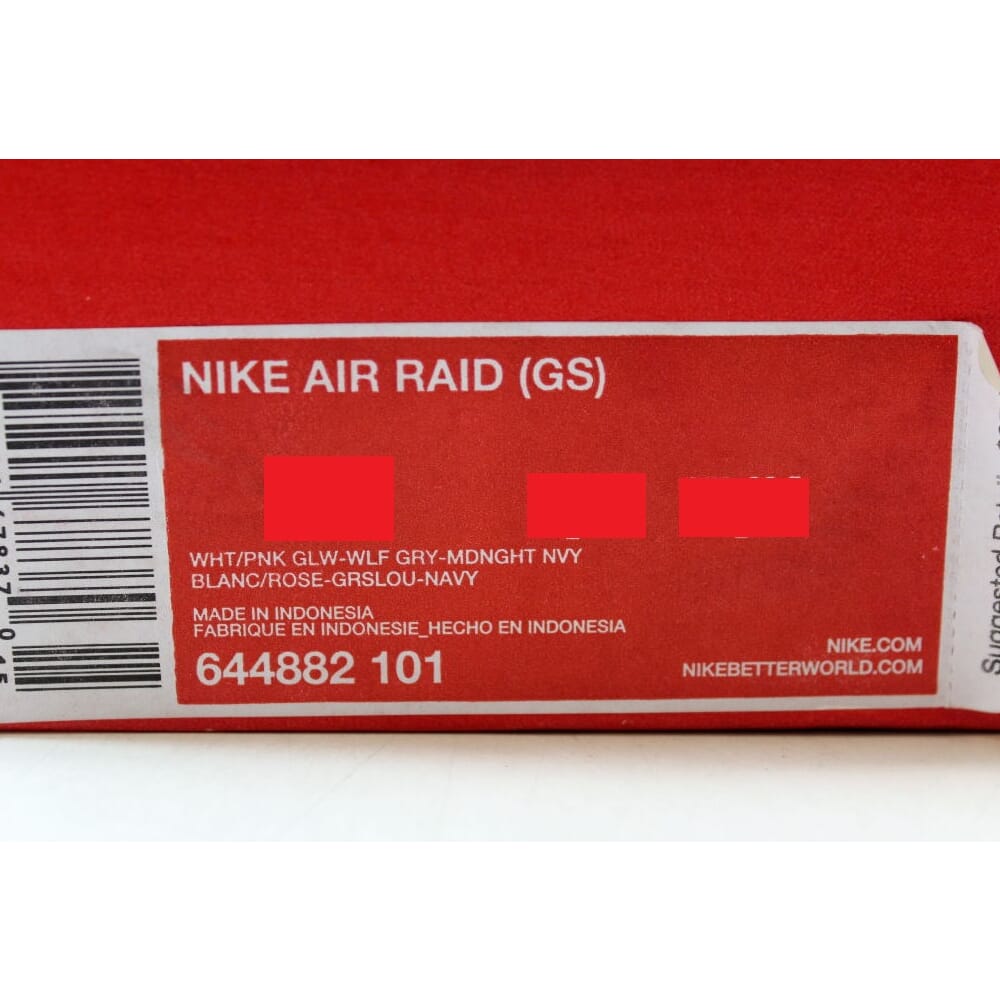 NIKE AIR RAID (GS)
WHT/PNK GLW-WLF GRY-MDNGHT NVY
BLANC/ROSE-GRSLOU-NAVY
MADE IN INDONESIA
FABRIQUE EN INDONESIE_HECHO EN INDONESIA
644882 101
NIKE.COM
NIKEBETTERWORLD.COM
Suggested